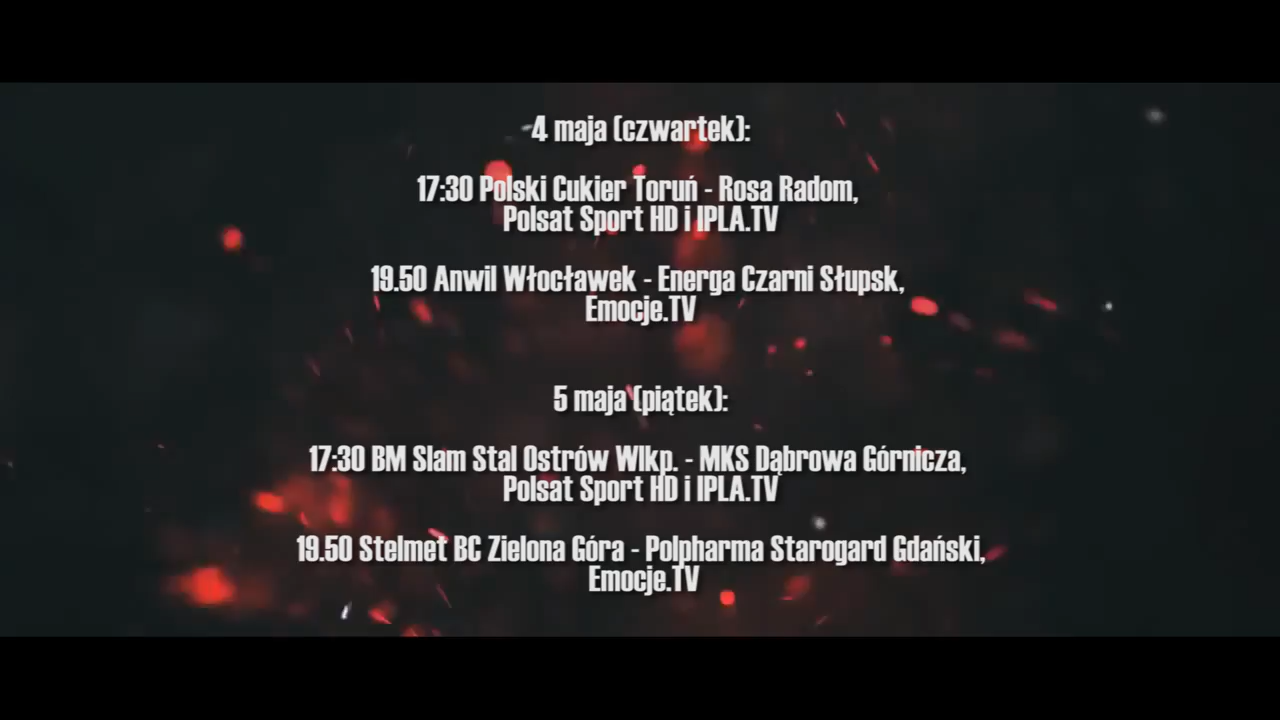 4 maja (czwartek):
17:30 Polski Cukier Toruń - Rosa Radom,
Polsat Sport HD i IPLA.TV
19.50 Anwil Włocławek - Energa Czarni Słupsk,
Emocje.TV
5 maja (piątek):
17:30 BM Slam Stal Ostrów Wlkp. - MKS Dąbrowa Górnicza,
Polsat Sport HD i IPLA.TV
19.50 Stelmet BC Zielona Góra - Polpharma Starogard Gdański,
Emocje.TV